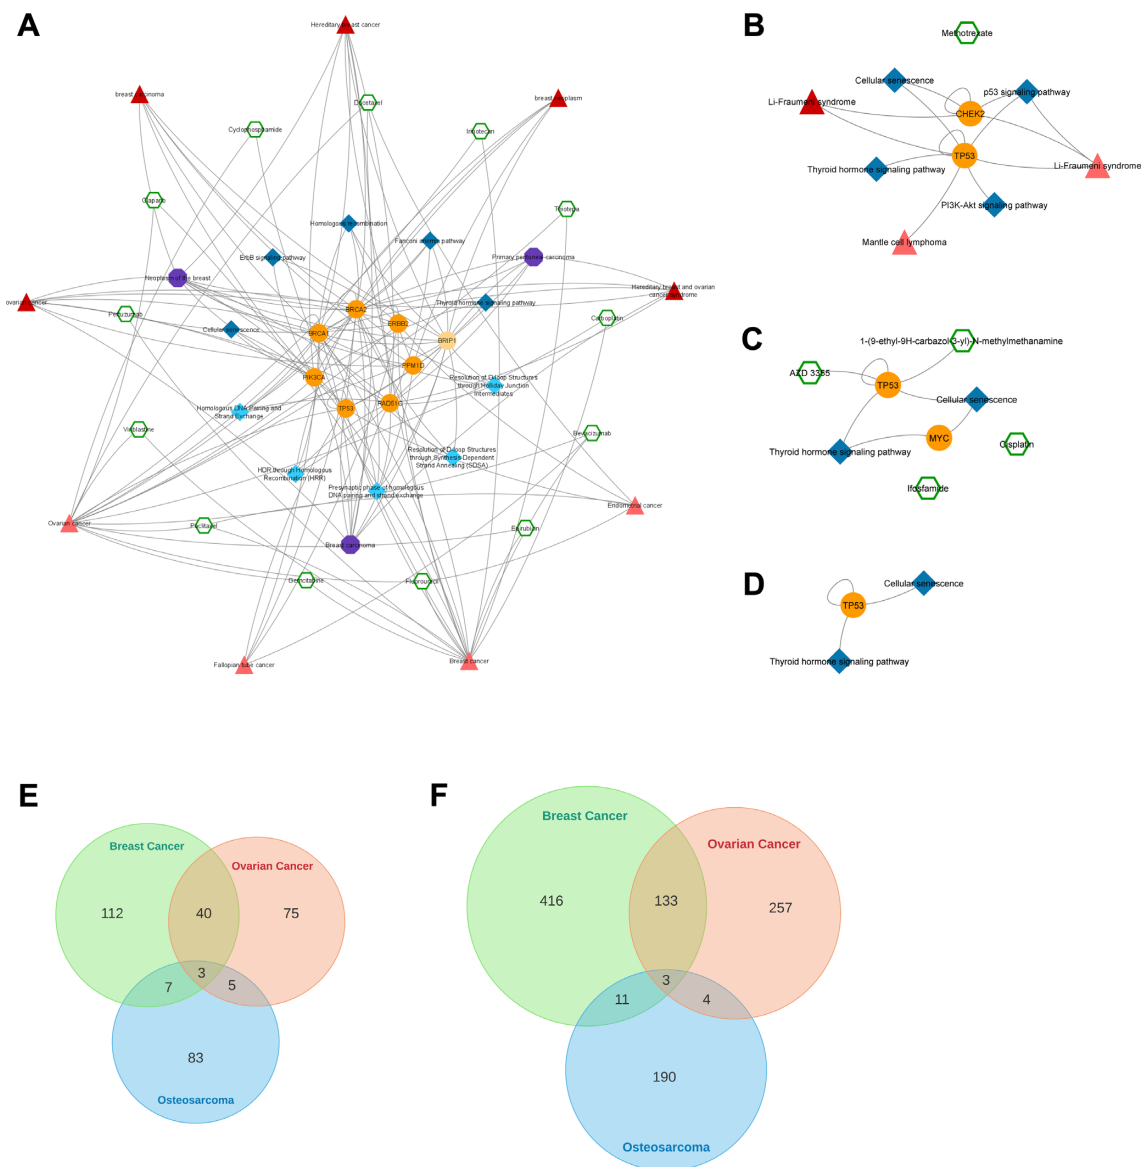 A
Hereditary breast cancer
breast carcinoma
breast neoplasm
Docetaxel
Cyclophosphamide
Irinotecan
Olaparib
Thiotepa
Homologous recombination
Fanconi anemia pathway
ErbB signaling pathway
Primary peritoneal carcinoma
Neoplasm of the breast
Hereditary breast and ovarian
cancer syndrome
ovarian cancer
Thyroid hormone signaling pathway
Pertuzumab
BRCA2
Carboplatin
ERBB2
Cellular senescence
BRCA1
BRIP1
PPM1D
PIK3CA
Resolution of D-loop Structures
through Holliday Junction
Intermediates
RAD51C
TP53
Homologous DNA Pairing and
Strand Exchange
Vinblastine
Bevacizumab
Resolution of D-loop Structures
through Synthesis-Dependent
Strand Annealing (SDSA)
HDR through Homologous
Recombination (HRR)
Presynaptic phase of homologous
DNA pairing and strand exchange
Endometrial cancer
Ovarian cancer
Paclitaxel
Epirubicin
Breast carcinoma
Gemcitabine
Fluorouracil
Fallopian tube cancer
Breast cancer
B
Methotrexate
Cellular senescence
p53 signaling pathway
Li-Fraumeni syndrome
CHEK2
TP53
Li-Fraumeni syndrome
Thyroid hormone signaling pathway
PI3K-Akt signaling pathway
Mantle cell lymphoma
C
1-(9-ethyl-9H-carbazol-3-yl)-N-methylmethanamine
AZD 3355
TP53
Cellular senescence
MYC
Cisplatin
Thyroid hormone signaling pathway
Ifosfamide
D
Cellular senescence
TP53
Thyroid hormone signaling pathway
E
Breast Cancer
Ovarian Cancer
112
40
75
3
7
5
83
Osteosarcoma
F
Breast Cancer
Ovarian Cancer
416
133
257
3
11
4
190
Osteosarcoma